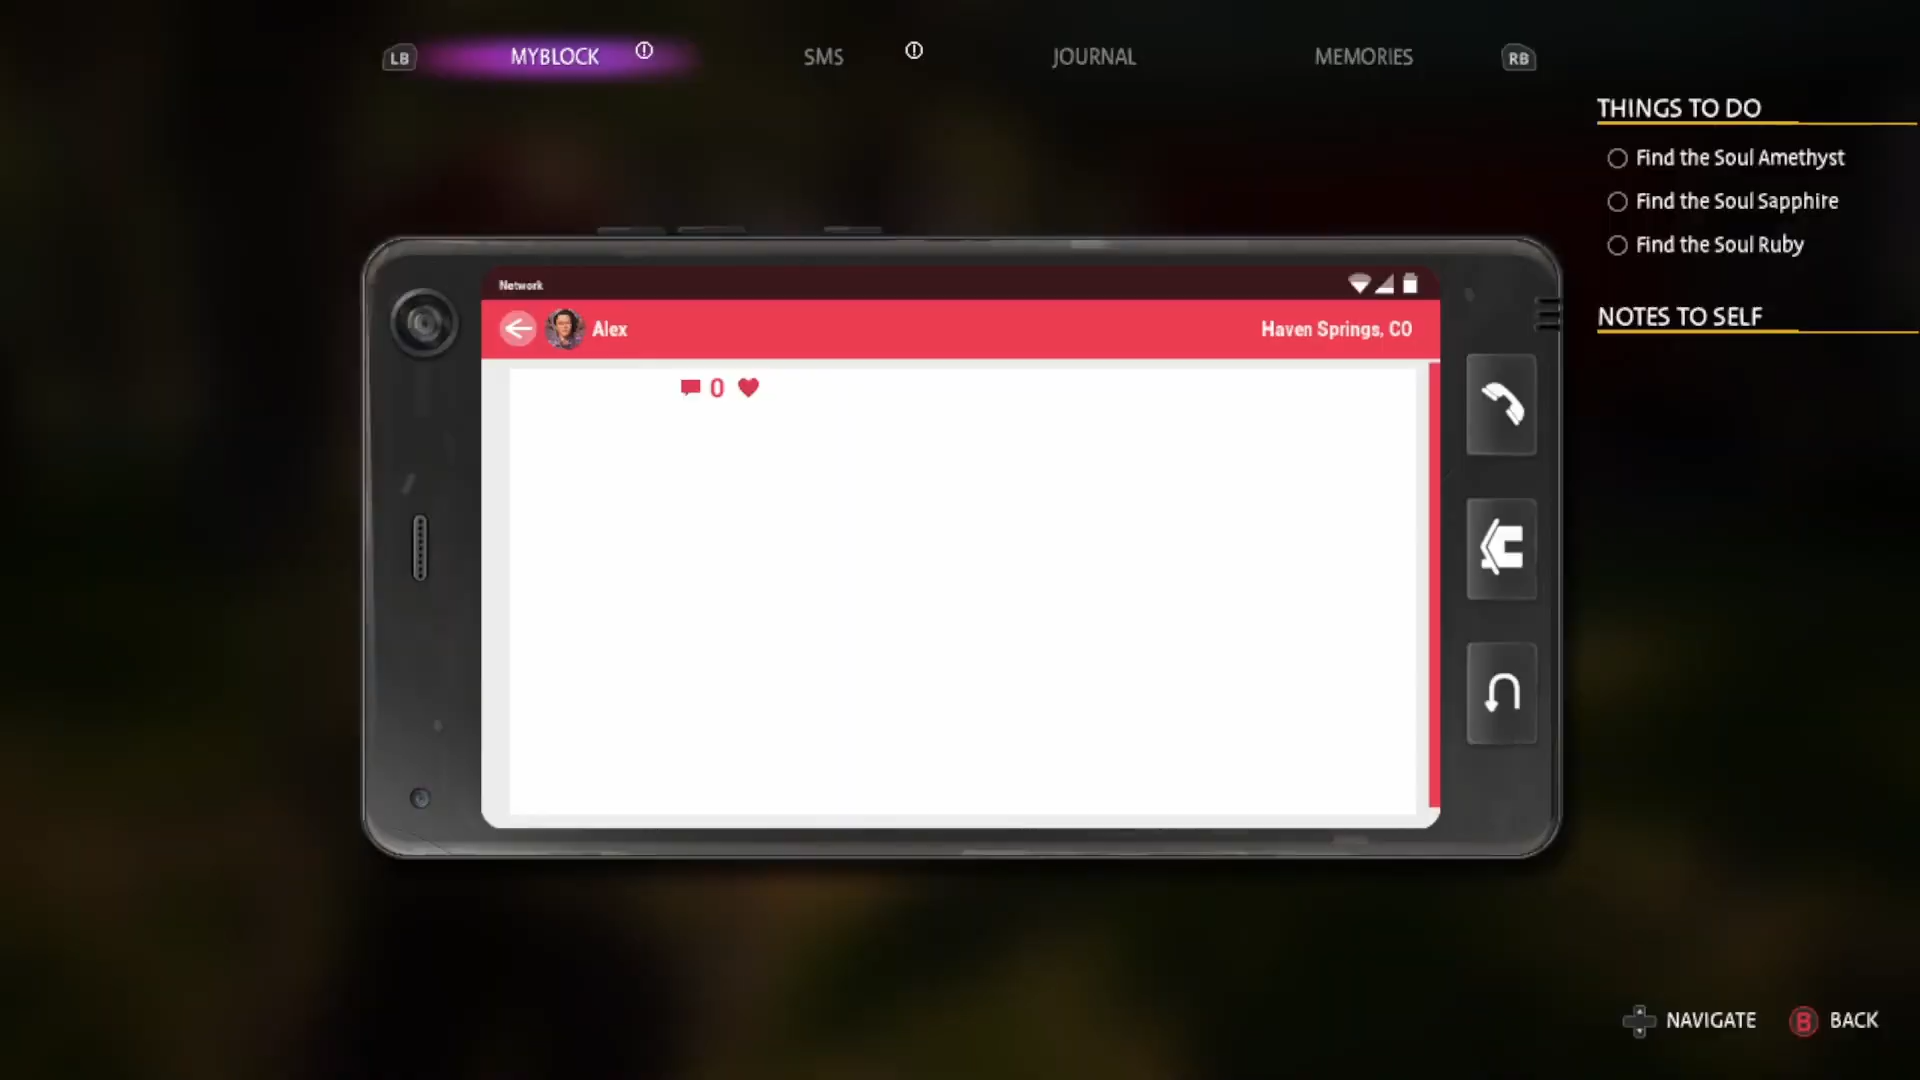 LB
MYBLOCK
SMS
JOURNAL
MEMORIES
RB
THINGS TO DO
Find the Soul Amethyst
Find the Soul Sapphire
Find the Soul Ruby
NOTES TO SELF
Network
Alex
Haven Springs, CO
0
NAVIGATE
B BACK